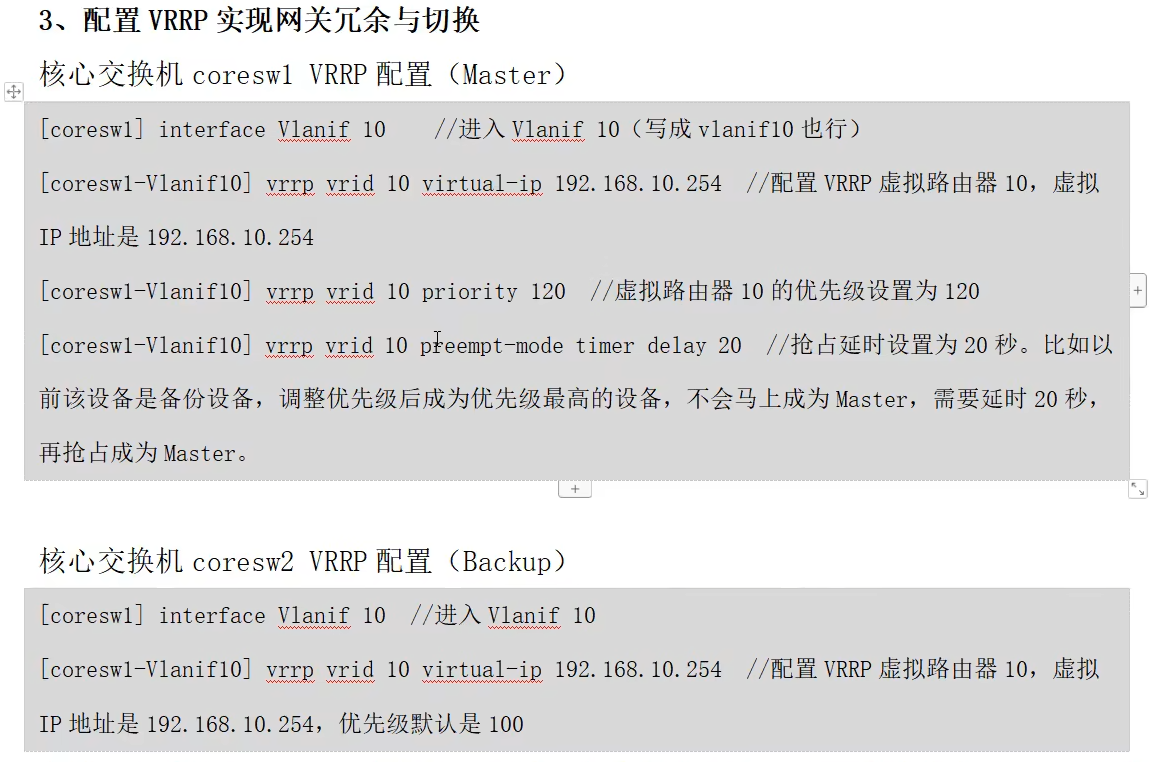 3、配置 VRRP 实现网关冗余与切换
核心交换机 coresw1 VRRP 配置（Master）
[coresw1] interface Vlanif 10    //进入 Vlanif 10（写成 vlanif10 也行）
[coresw1-Vlanif10] vrrp vrid 10 virtual-ip 192.168.10.254  //配置 VRRP 虚拟路由器 10，虚拟
IP 地址是 192.168.10.254
[coresw1-Vlanif10] vrrp vrid 10 priority 120  //虚拟路由器 10 的优先级设置为 120
[coresw1-Vlanif10] vrrp vrid 10 preempt-mode timer delay 20  //抢占延时设置为 20 秒。比如以
前该设备是备份设备，调整优先级后成为优先级最高的设备，不会马上成为 Master，需要延时 20 秒，
再抢占成为 Master。
核心交换机 coresw2 VRRP 配置（Backup）
[coresw1] interface Vlanif 10  //进入 Vlanif 10
[coresw1-Vlanif10] vrrp vrid 10 virtual-ip 192.168.10.254  //配置 VRRP 虚拟路由器 10，虚拟
IP 地址是 192.168.10.254，优先级默认是 100